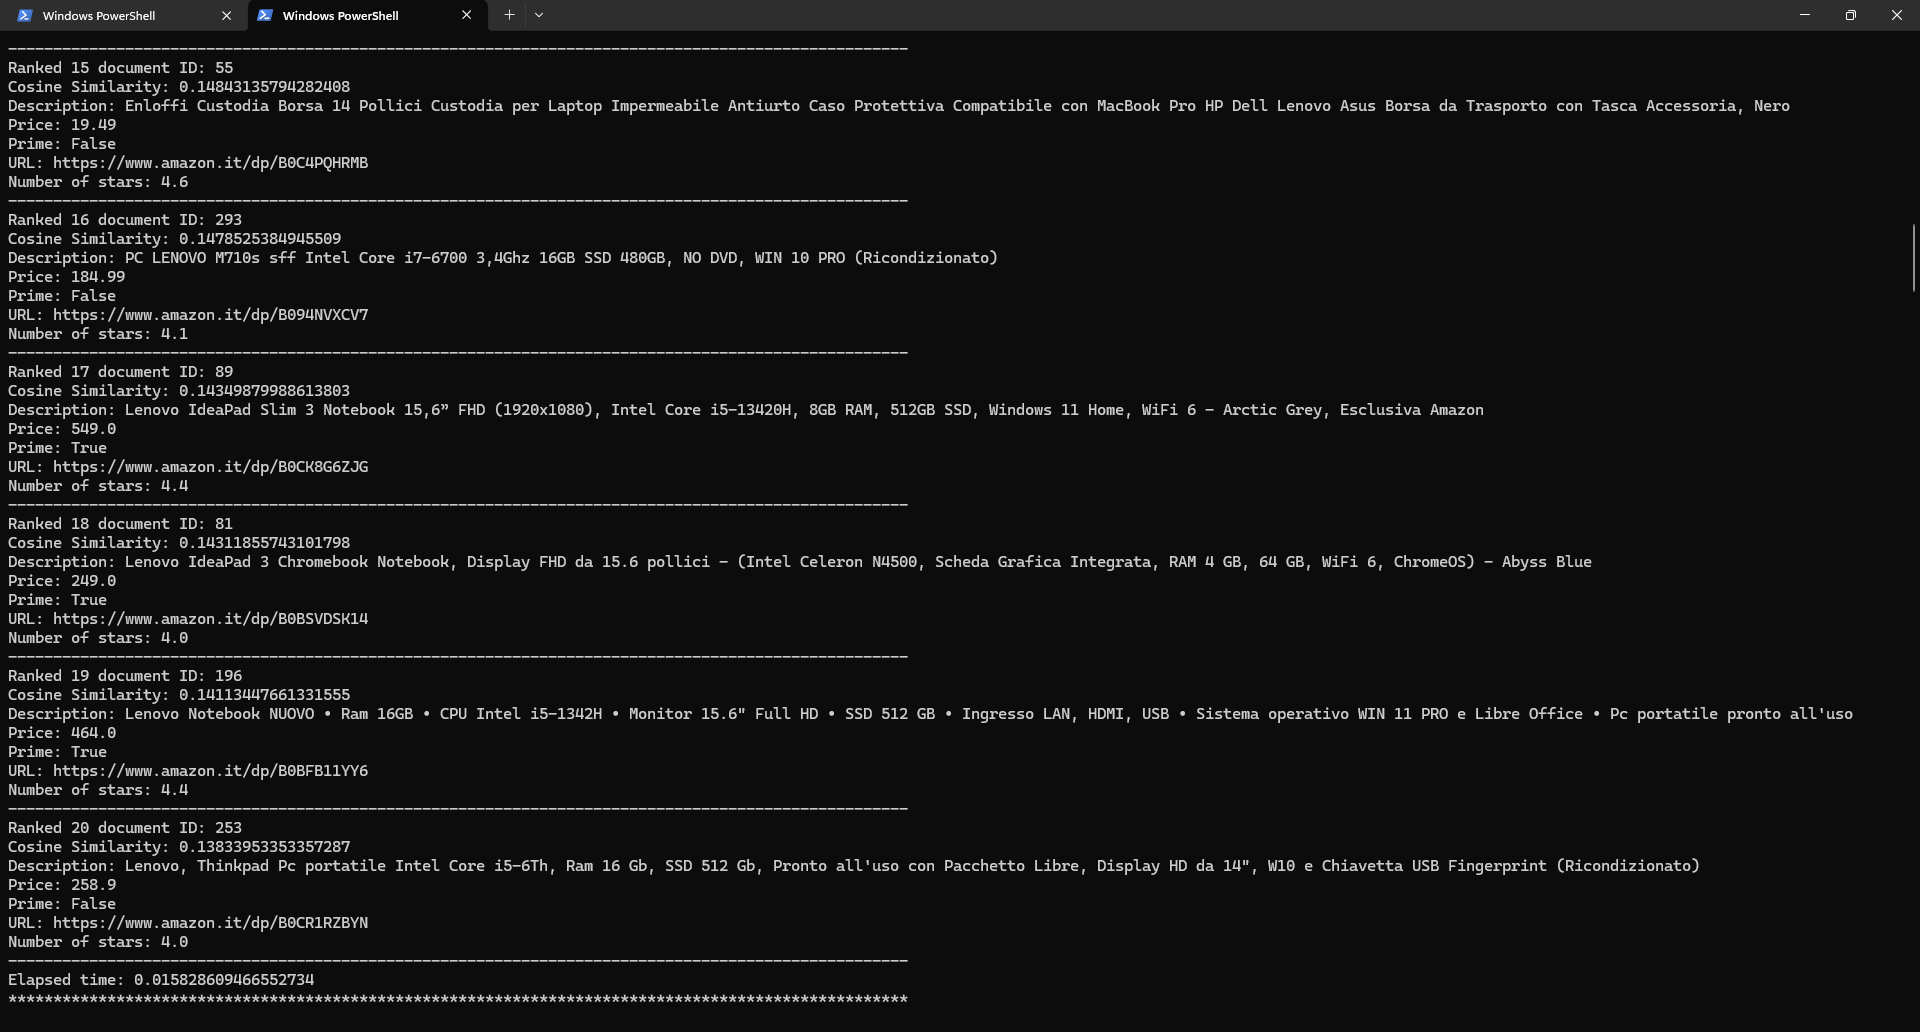 Windows PowerShell
Windows PowerShell
----------------------------------------------------------------------------------------------------
Ranked 15 document ID: 55
Cosine Similarity: 0.14843135794282408
Description: Enloffi Custodia Borsa 14 Pollici Custodia per Laptop Impermeabile Antiurto Caso Protettiva Compatibile con MacBook Pro HP Dell Lenovo Asus Borsa da Trasporto con Tasca Accessoria, Nero
Price: 19.49
Prime: False
URL: https://www.amazon.it/dp/B0C4PQHRMB
Number of stars: 4.6
----------------------------------------------------------------------------------------------------
Ranked 16 document ID: 293
Cosine Similarity: 0.1478525384945509
Description: PC LENOVO M710s sff Intel Core i7-6700 3,4Ghz 16GB SSD 480GB, NO DVD, WIN 10 PRO (Ricondizionato)
Price: 184.99
Prime: False
URL: https://www.amazon.it/dp/B094NVXCV7
Number of stars: 4.1
----------------------------------------------------------------------------------------------------
Ranked 17 document ID: 89
Cosine Similarity: 0.14349879988613803
Description: Lenovo IdeaPad Slim 3 Notebook 15,6” FHD (1920x1080), Intel Core i5-13420H, 8GB RAM, 512GB SSD, Windows 11 Home, WiFi 6 - Arctic Grey, Esclusiva Amazon
Price: 549.0
Prime: True
URL: https://www.amazon.it/dp/B0CK8G6ZJG
Number of stars: 4.4
----------------------------------------------------------------------------------------------------
Ranked 18 document ID: 81
Cosine Similarity: 0.14311855743101798
Description: Lenovo IdeaPad 3 Chromebook Notebook, Display FHD da 15.6 pollici - (Intel Celeron N4500, Scheda Grafica Integrata, RAM 4 GB, 64 GB, WiFi 6, ChromeOS) - Abyss Blue
Price: 249.0
Prime: True
URL: https://www.amazon.it/dp/B0BSVDSK14
Number of stars: 4.0
----------------------------------------------------------------------------------------------------
Ranked 19 document ID: 196
Cosine Similarity: 0.14113447661331555
Description: Lenovo Notebook NUOVO • Ram 16GB • CPU Intel i5-1342H • Monitor 15.6" Full HD • SSD 512 GB • Ingresso LAN, HDMI, USB • Sistema operativo WIN 11 PRO e Libre Office • Pc portatile pronto all'uso
Price: 464.0
Prime: True
URL: https://www.amazon.it/dp/B0BFB11YY6
Number of stars: 4.4
----------------------------------------------------------------------------------------------------
Ranked 20 document ID: 253
Cosine Similarity: 0.13833953353357287
Description: Lenovo, Thinkpad Pc portatile Intel Core i5-6Th, Ram 16 Gb, SSD 512 Gb, Pronto all'uso con Pacchetto Libre, Display HD da 14", W10 e Chiavetta USB Fingerprint (Ricondizionato)
Price: 258.9
Prime: False
URL: https://www.amazon.it/dp/B0CR1RZBYN
Number of stars: 4.0
----------------------------------------------------------------------------------------------------
Elapsed time: 0.015828609466552734
****************************************************************************************************